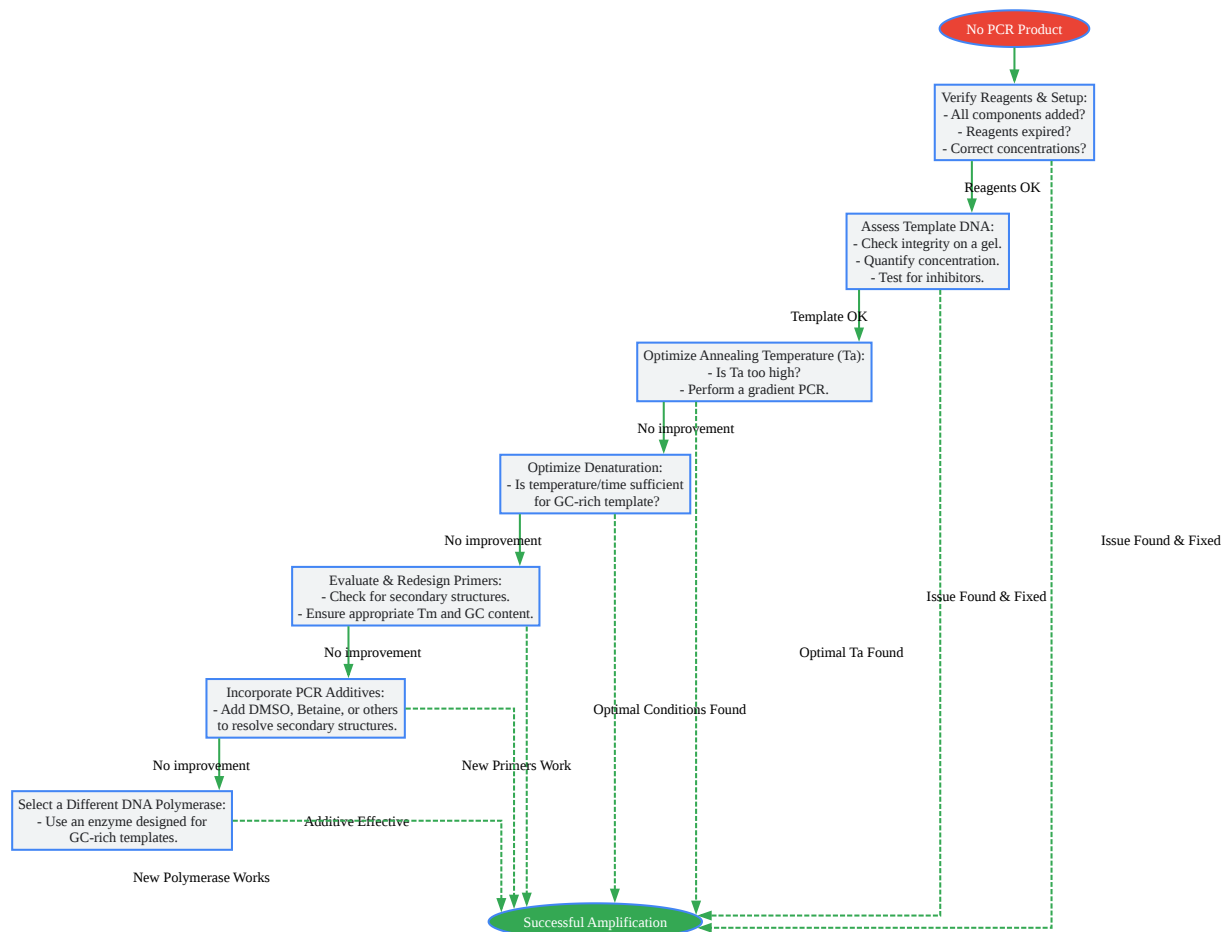 No PCR Product
Verify Reagents & Setup:
- All components added?
- Reagents expired?
- Correct concentrations?
Reagents OK
Assess Template DNA:
- Check integrity on a gel.
- Quantify concentration.
- Test for inhibitors.
Template OK
Optimize Annealing Temperature (Ta):
- Is Ta too high?
- Perform a gradient PCR.
No improvement
Optimize Denaturation:
- Is temperature/time sufficient
for GC-rich template?
No improvement
Issue Found & Fixed
Evaluate & Redesign Primers:
- Check for secondary structures.
- Ensure appropriate Tm and GC content.
Issue Found & Fixed
No improvement
Optimal Ta Found
Incorporate PCR Additives:
- Add DMSO, Betaine, or others
to resolve secondary structures.
Optimal Conditions Found
No improvement
New Primers Work
Select a Different DNA Polymerase:
- Use an enzyme designed for
GC-rich templates.
Additive Effective
New Polymerase Works
Successful Amplification